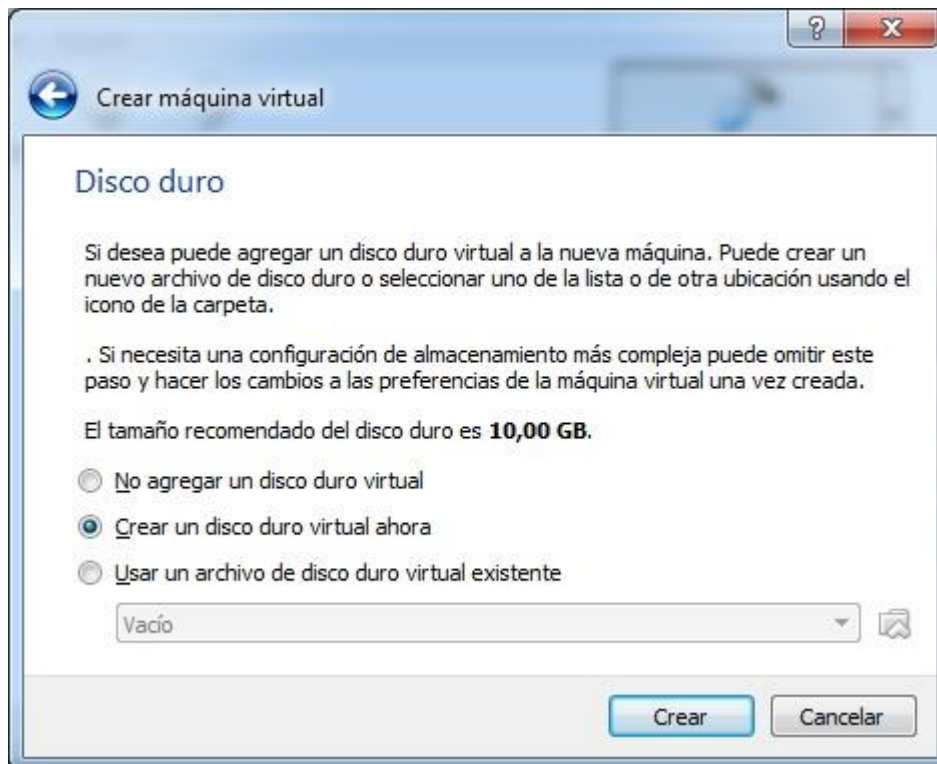 ?
Crear máquina virtual
Disco duro
Si desea puede agregar un disco duro virtual a la nueva máquina. Puede crear un
nuevo archivo de disco duro o seleccionar uno de la lista o de otra ubicación usando el
icono de la carpeta.
. Si necesita una configuración de almacenamiento más compleja puede omitir este
paso y hacer los cambios a las preferencias de la máquina virtual una vez creada.
El tamaño recomendado del disco duro es 10,00 GB.
No agregar un disco duro virtual
Crear un disco duro virtual ahora
Usar un archivo de disco duro virtual existente
Vacío
Crear Cancelar